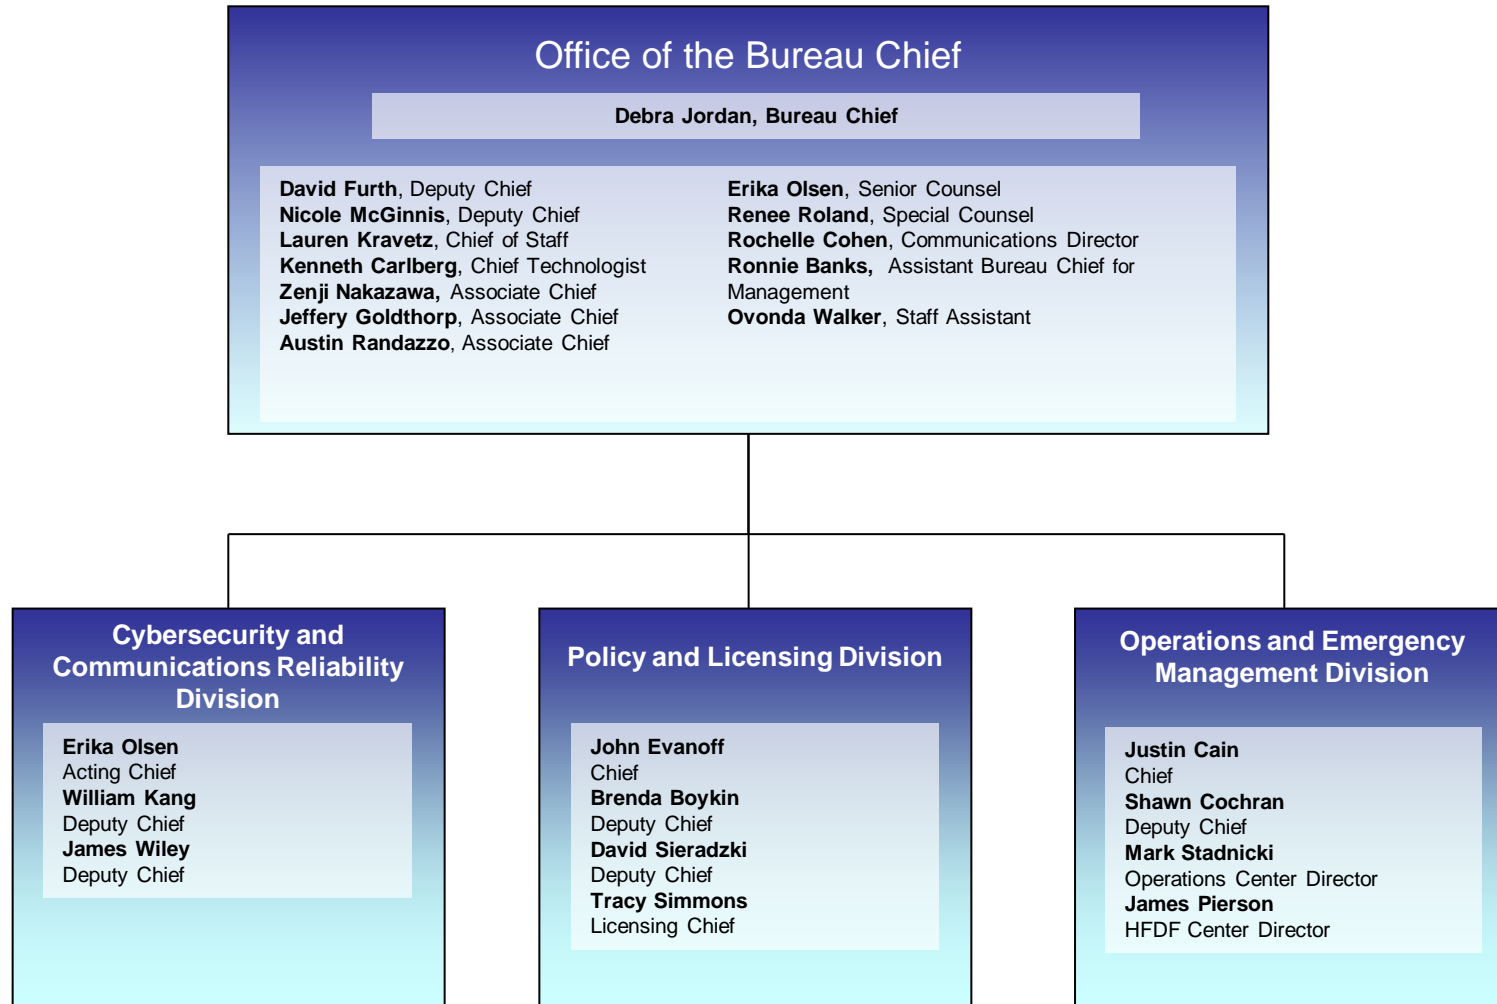 Office of the Bureau Chief
Debra Jordan, Bureau Chief
David Furth, Deputy Chief
Nicole McGinnis, Deputy Chief
Lauren Kravetz, Chief of Staff
Kenneth Carlberg, Chief Technologist
Zenji Nakazawa, Associate Chief
Jeffery Goldthorp, Associate Chief
Austin Randazzo, Associate Chief
Erika Olsen, Senior Counsel
Renee Roland, Special Counsel
Rochelle Cohen, Communications Director
Ronnie Banks, Assistant Bureau Chief for
Management
Ovonda Walker, Staff Assistant
Cybersecurity and
Communications Reliability
Division
Erika Olsen
Acting Chief
William Kang
Deputy Chief
James Wiley
Deputy Chief
Policy and Licensing Division
John Evanoff
Chief
Brenda Boykin
Deputy Chief
David Sieradzki
Deputy Chief
Tracy Simmons
Licensing Chief
Operations and Emergency
Management Division
Justin Cain
Chief
Shawn Cochran
Deputy Chief
Mark Stadnicki
Operations Center Director
James Pierson
HFDF Center Director